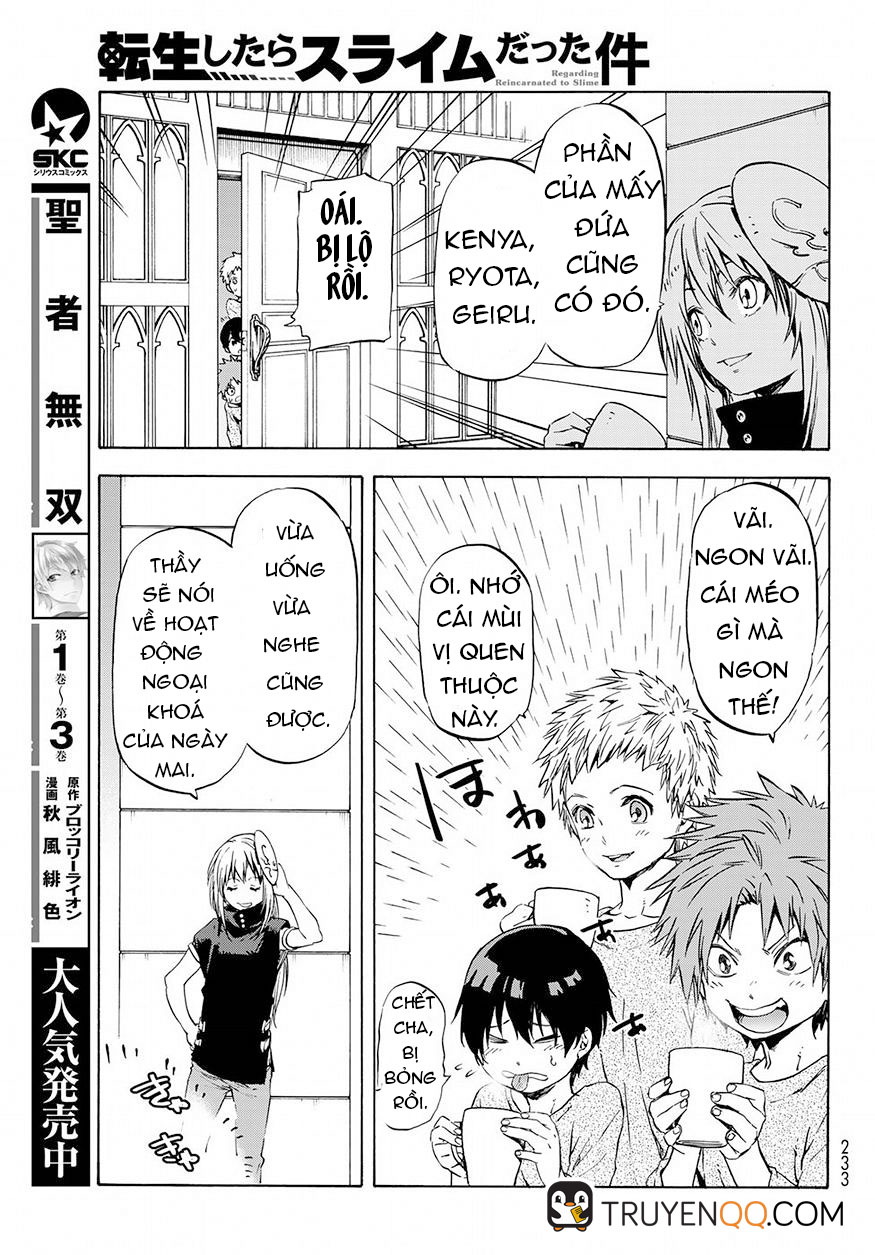 転生したらスライムだった件
Regarding
Reincarnated to Slime
PHẦN
CỦA MẤY
ĐỨA
CŨNG
CÓ ĐÓ,
KENYA,
RYOTA,
GEIRU.
OÁI.
BỊ LỘ
RỒI.
VÃI.
NGON VÃI.
CÁI MÉO
GÌ MÀ
NGON
THẾ!
ÔI. NHỚ
CÁI MÙI
VỊ QUEN
THUỘC
NÀY.
ほわぁぁ
CHẾT
CHA,
BỊ
BỎNG
RỒI.
VỪA
UỐNG
VỪA
NGHE
CŨNG
ĐƯỢC.
THẦY
SẼ NÓI
VỀ HOẠT
ĐỘNG
NGOẠI
KHOÁ
CỦA NGÀY
MAI.
SKC
シリウスコミックス
聖者無双
第1巻～第3巻
原作 ブロッコリーライオン
漫画 秋風緋色
大人気発売中
233
TRUYENQQ.COM